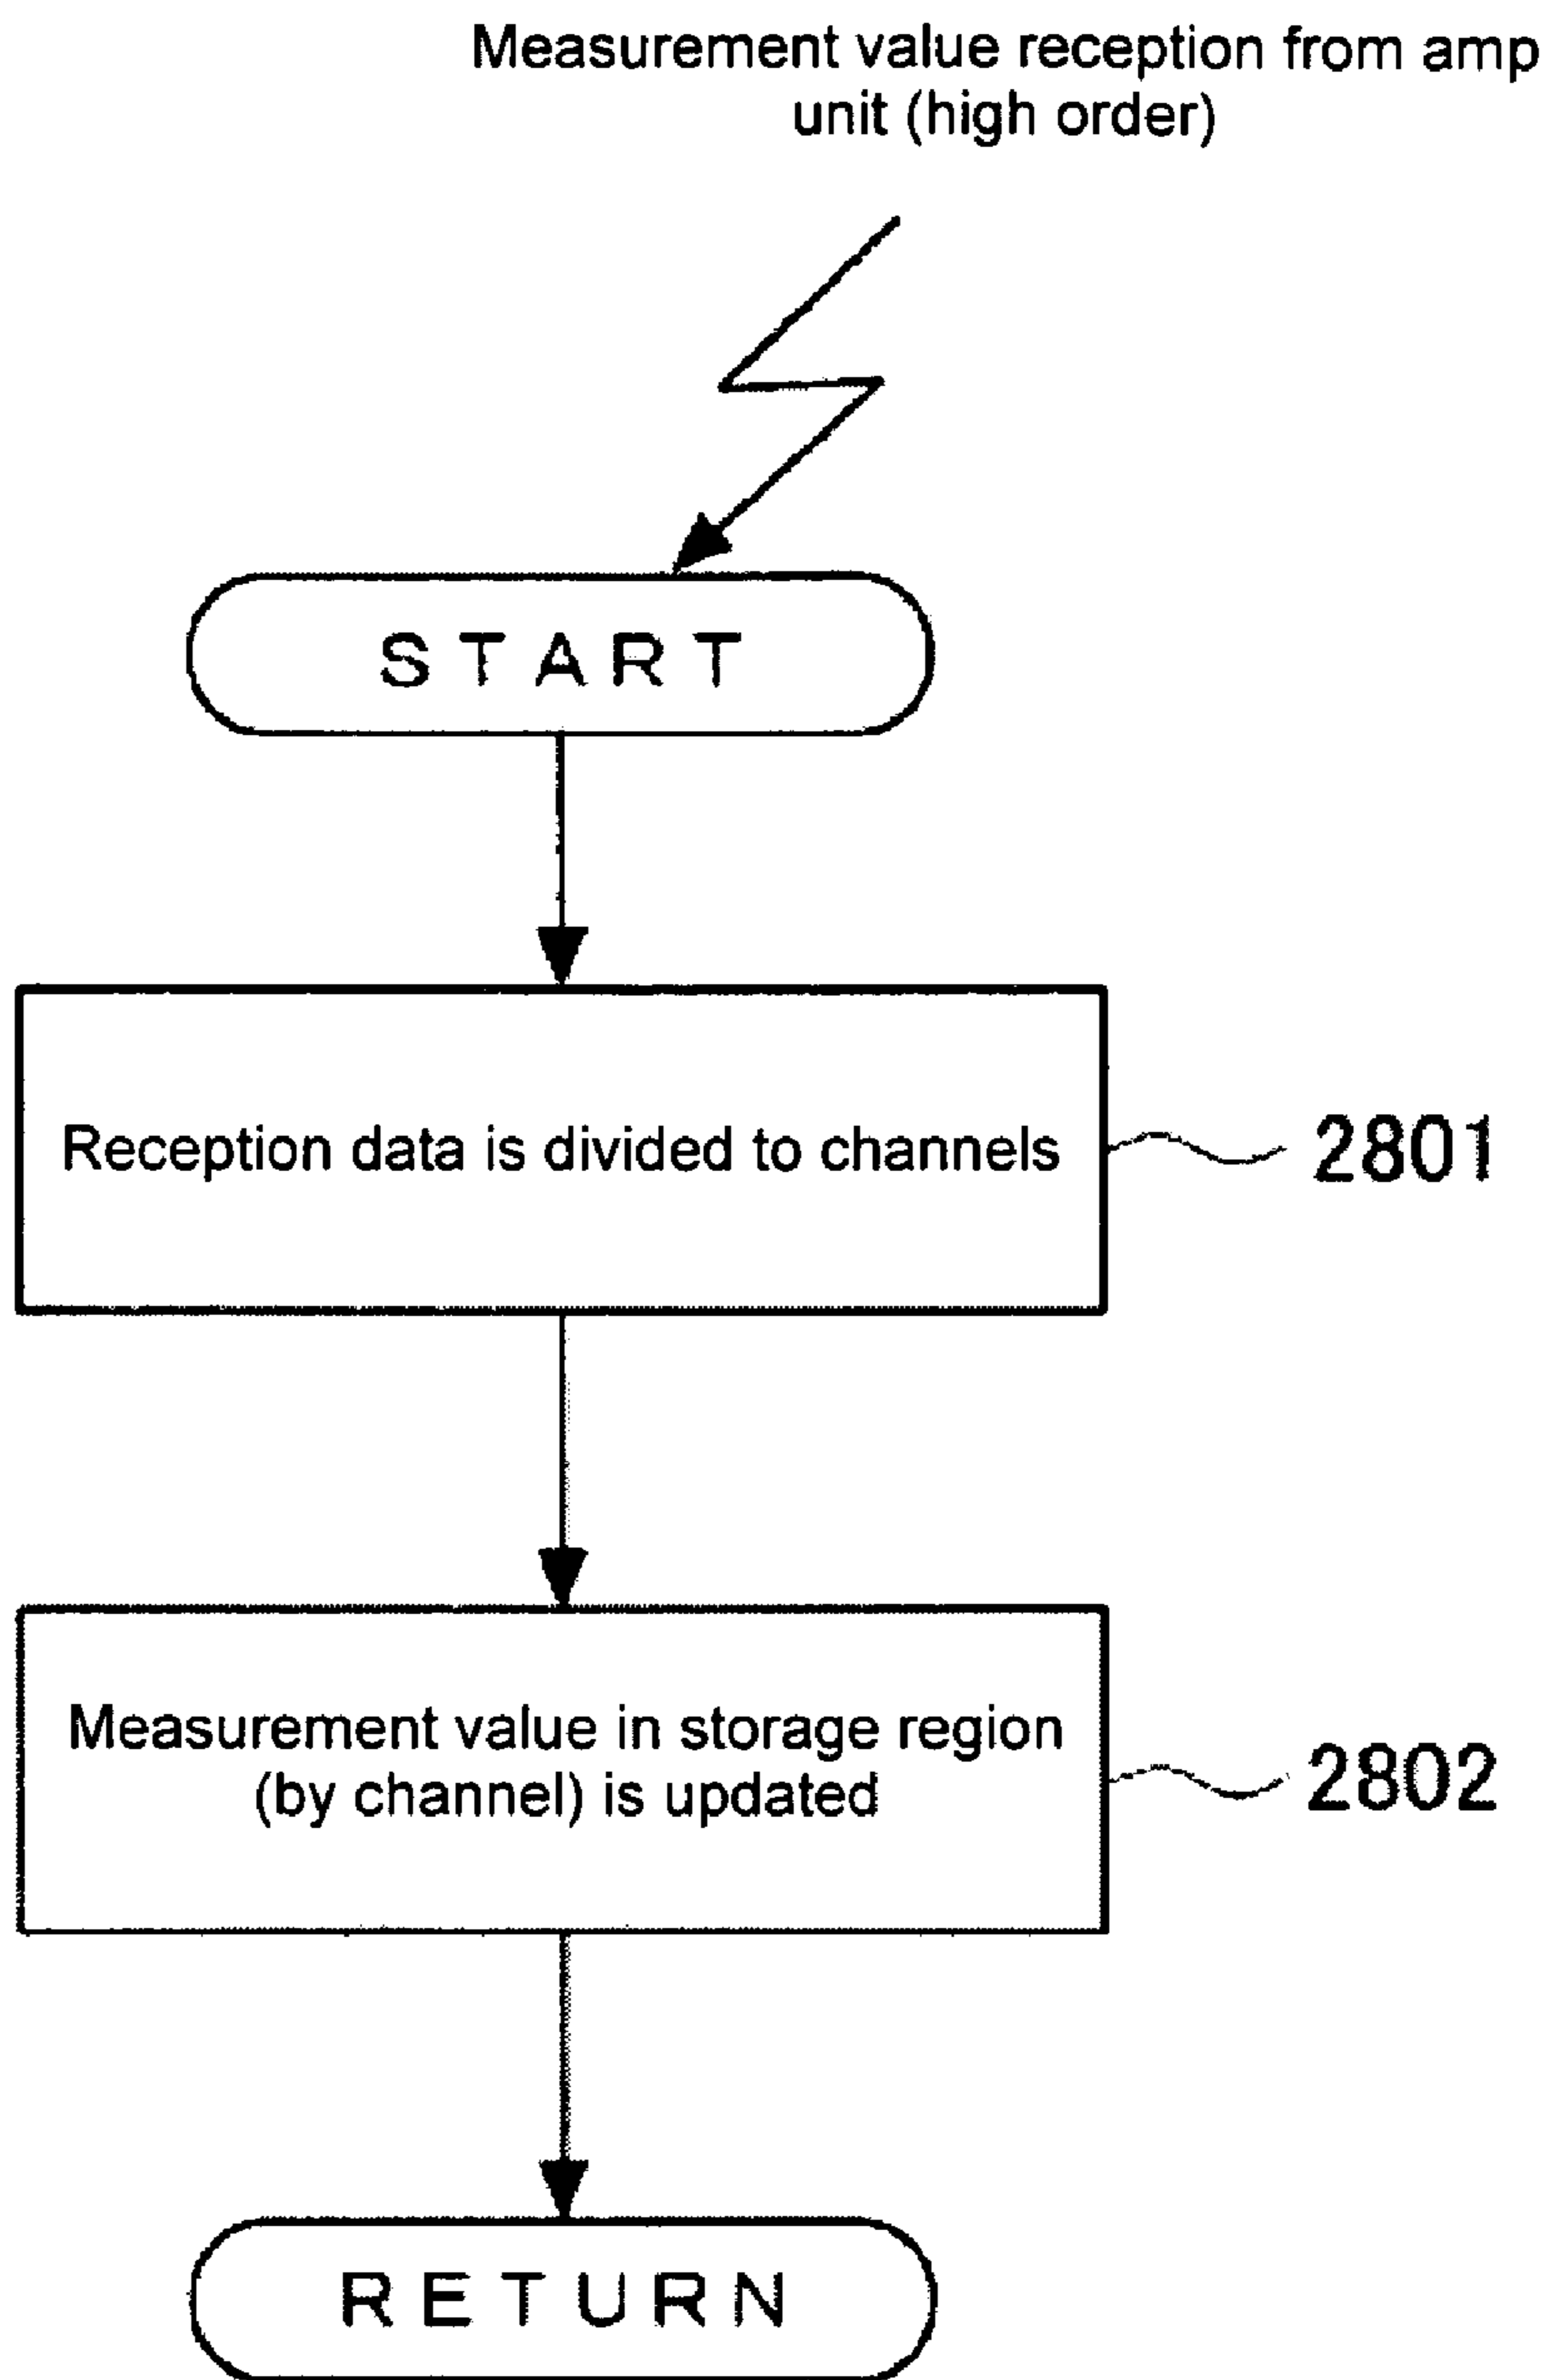 Measurement value reception from amp
unit (high order)
START
Reception data is divided to channels
2801
Measurement value in storage region
(by channel) is updated
2802
RETURN